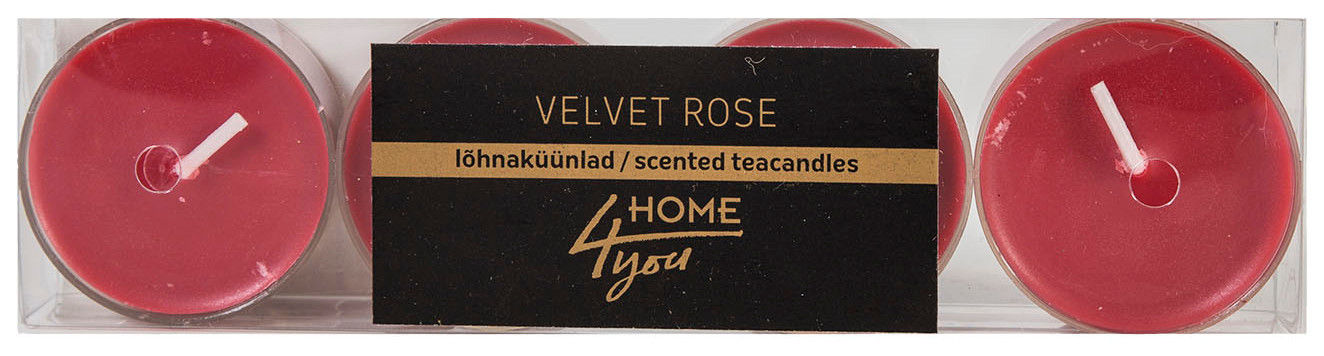 VELVET ROSE
lõhnaküünlad / scented teacandles
HOME
4you